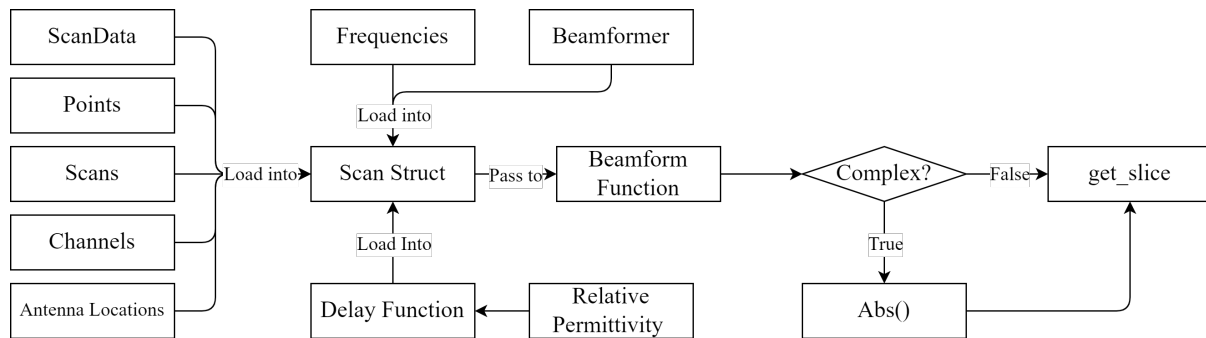 ScanData
Points
Scans
Channels
Antenna Locations
Load into
Frequencies
Beamformer
Load into
Scan Struct
Load Into
Delay Function
Relative
Permittivity
Pass to
Beamform
Function
Complex?
False
True
Abs()
get_slice